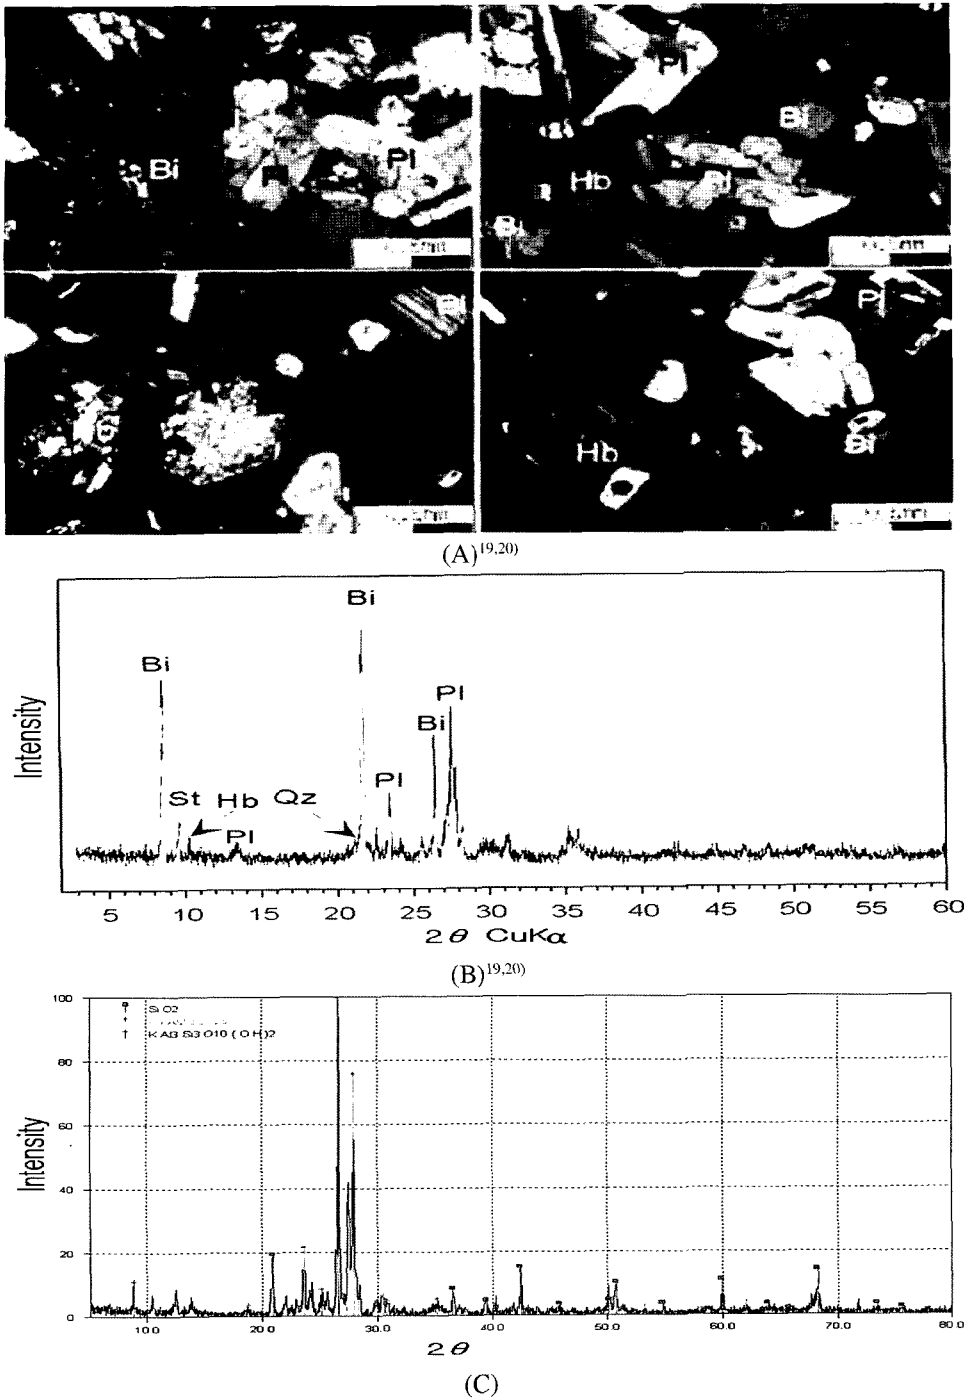 Bi
Pl
Pl
Bi
Hb
Pl
Bi
Pl
Hb
Bi
(A)19,20)
Intensity
Bi
Bi
Pl
Bi
Pl
St Hb Qz
Pl
5 10 15 20 25 30 35 40 45 50 55 60
2θ CuKα
(B)19,20)
Intensity
100
80
60
40
20
0
SiO2
KAl3 Si3 O10 (OH)2
10.0 20.0 30.0 40.0 50.0 60.0 70.0 80.0
2θ
(C)